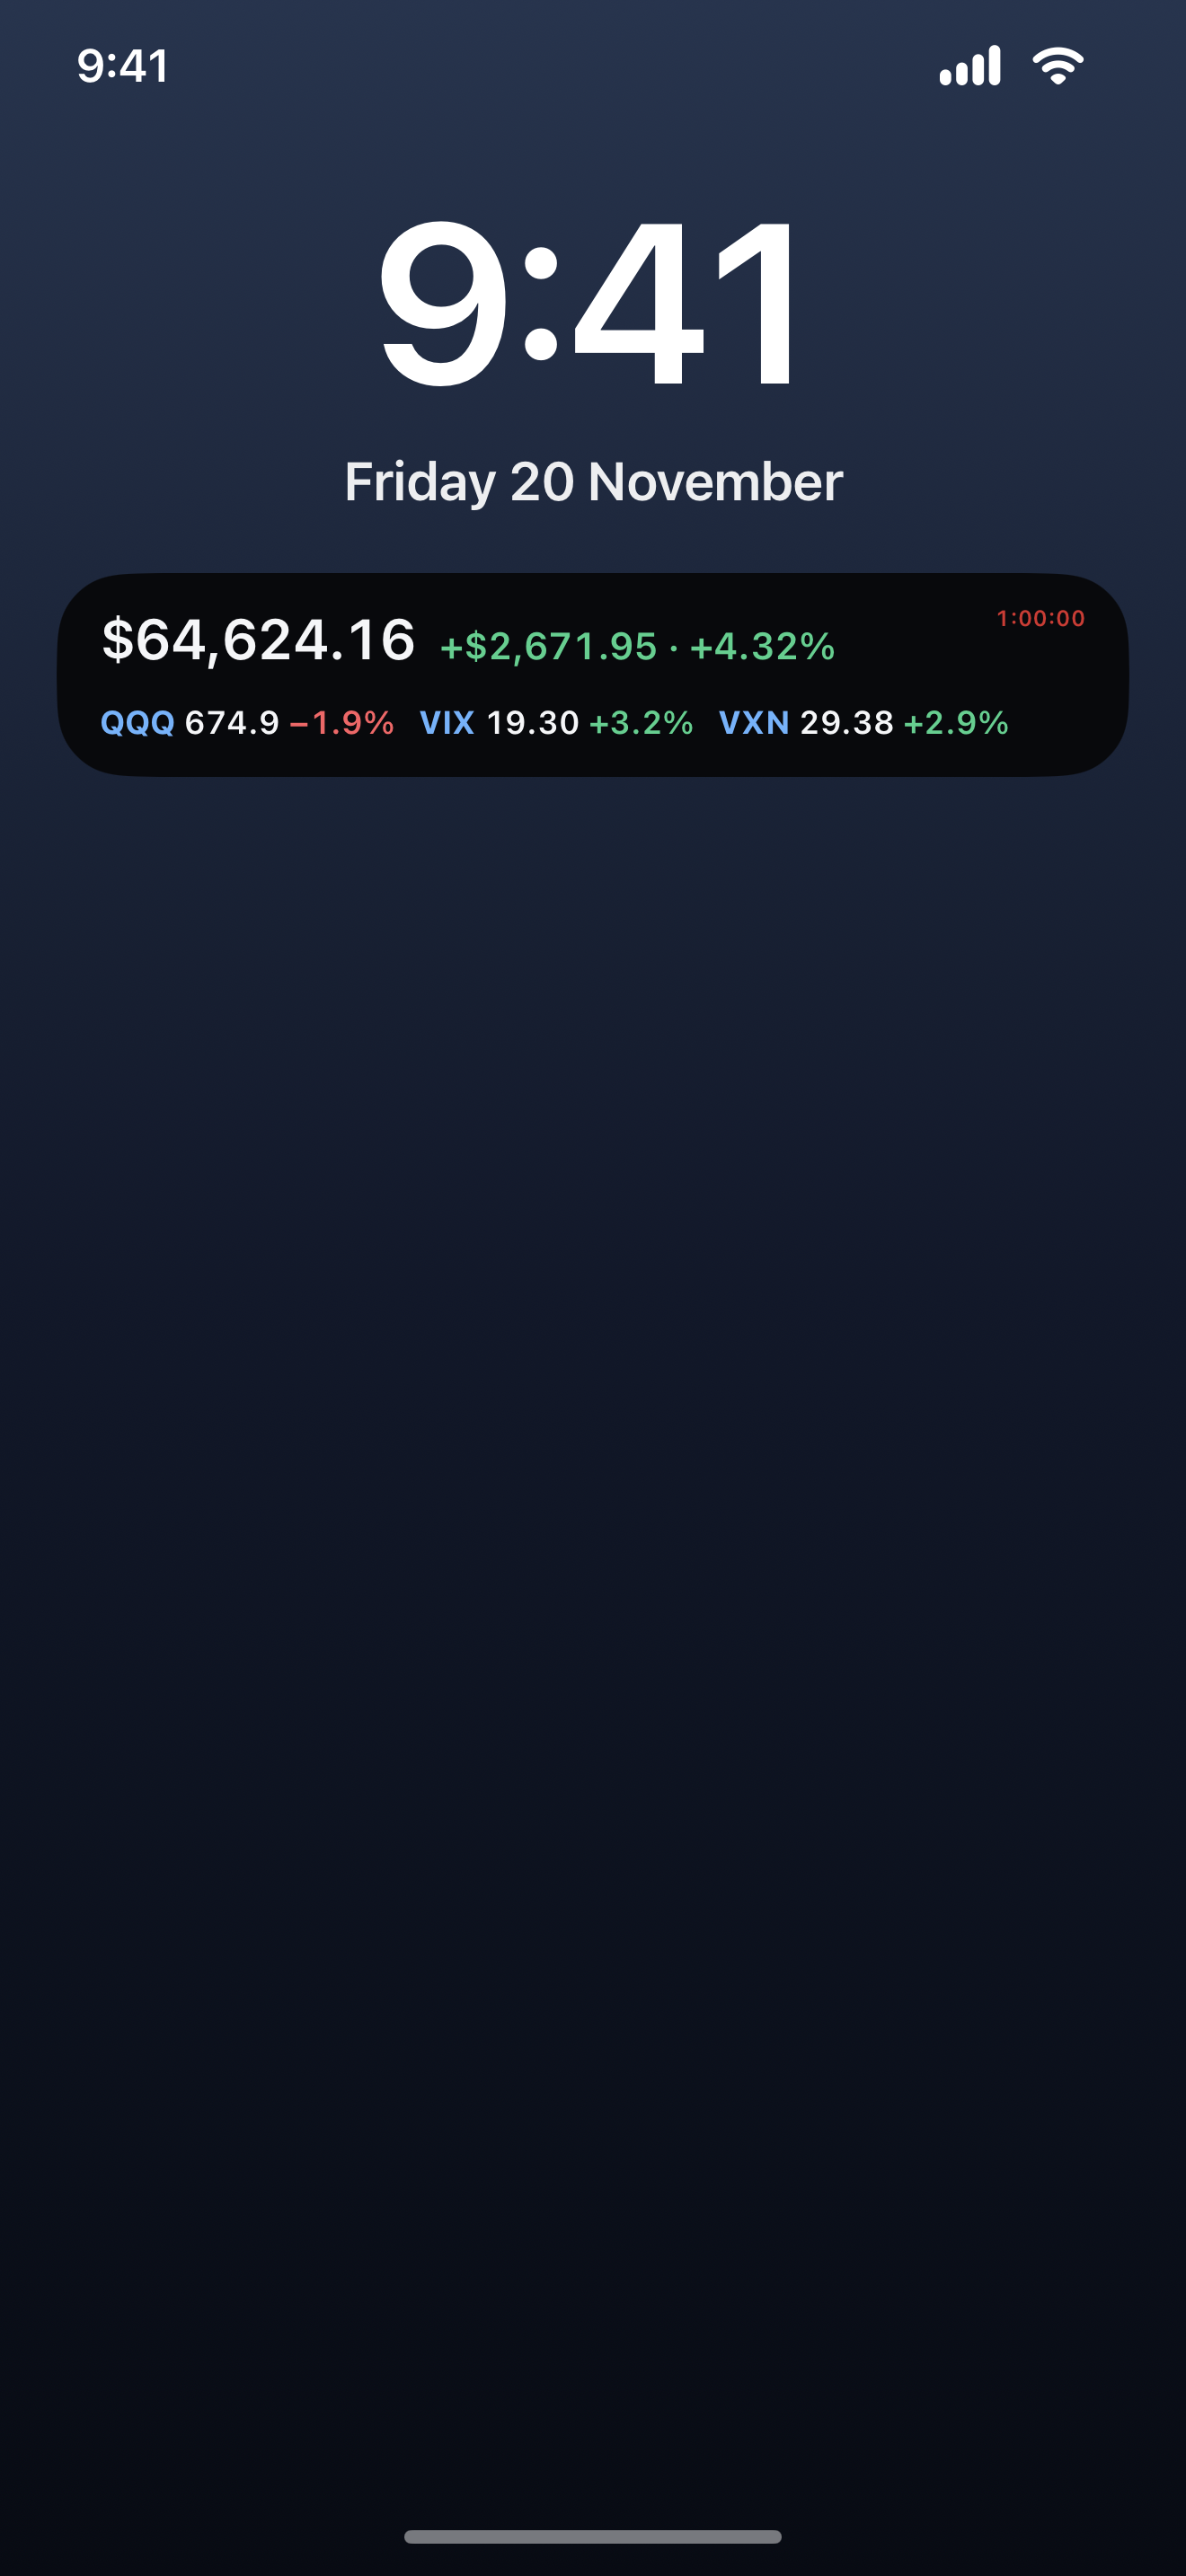 9:41
9:41
Friday 20 November
$64,624.16 +$2,671.95 · +4.32% 1:00:00
QQQ 674.9 −1.9% VIX 19.30 +3.2% VXN 29.38 +2.9%